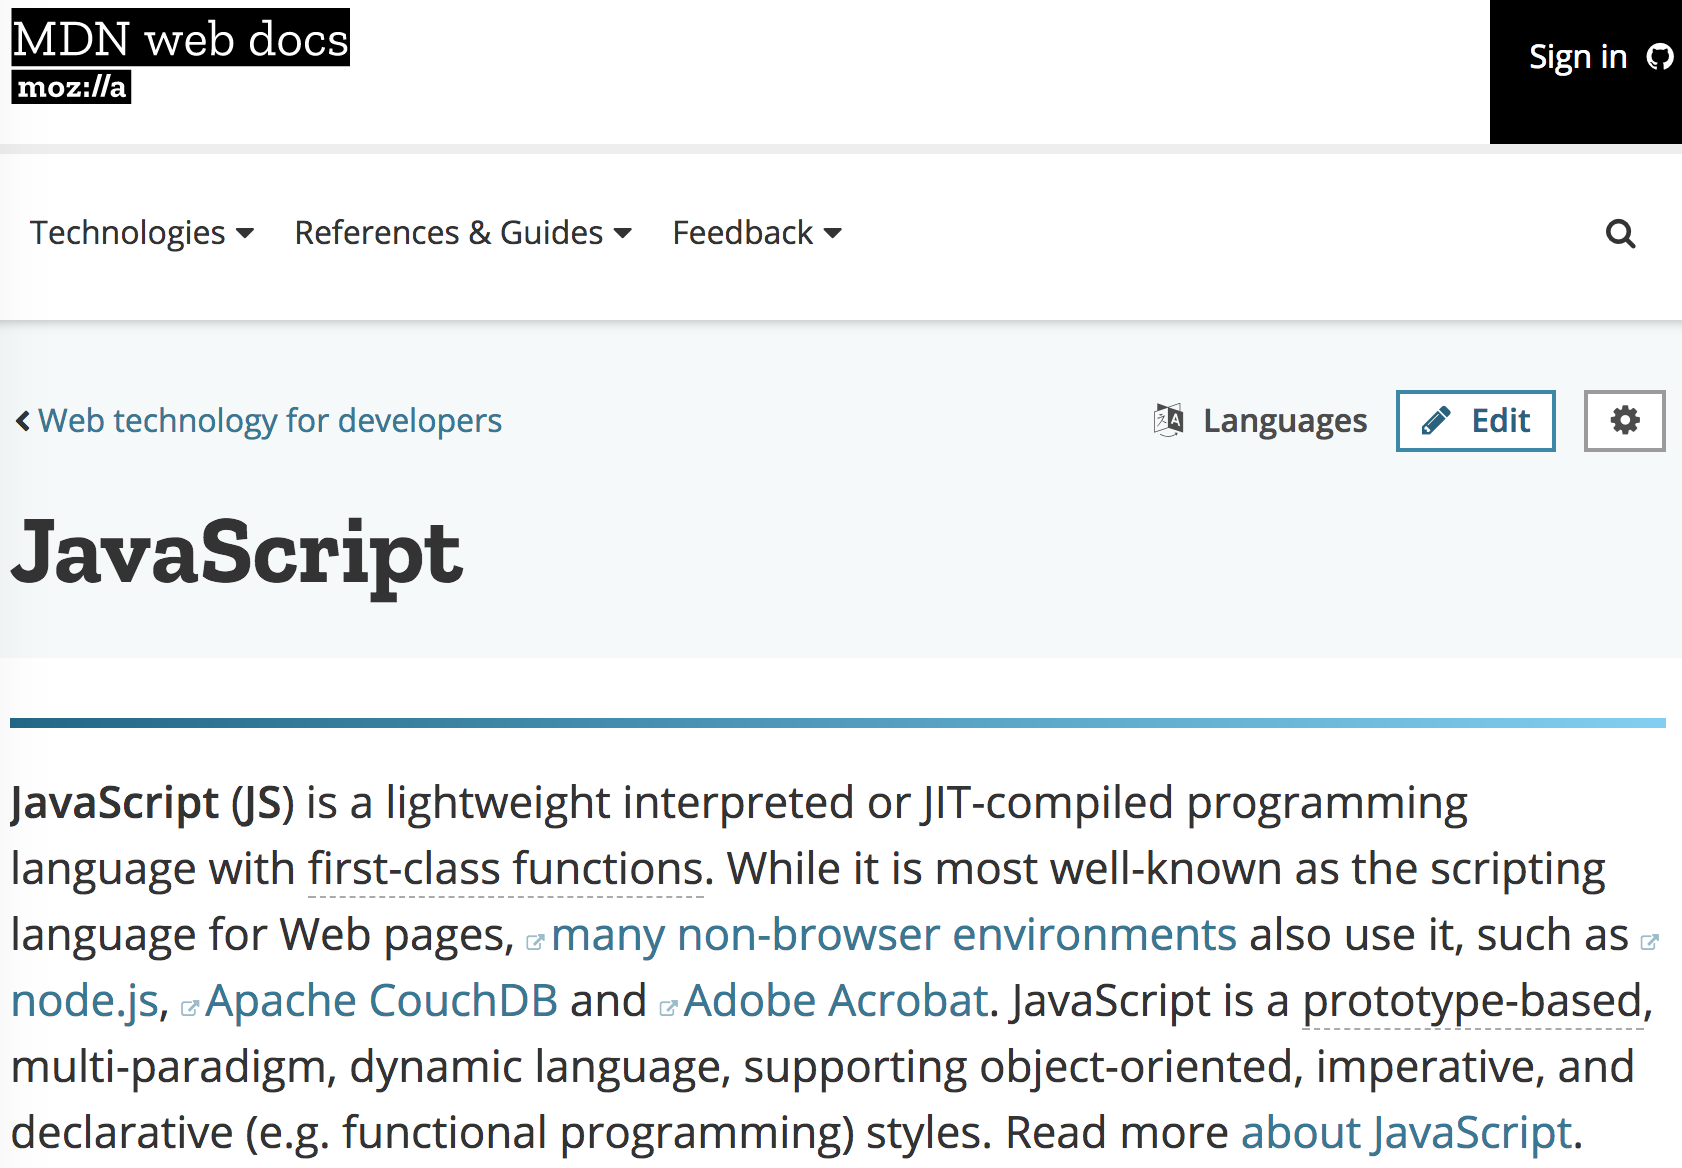 MDN web docs
moz://a
Sign in
Technologies References & Guides Feedback
Web technology for developers Languages Edit
JavaScript
JavaScript (JS) is a lightweight interpreted or JIT-compiled programming
language with first-class functions. While it is most well-known as the scripting
language for Web pages, many non-browser environments also use it, such as
node.js, Apache CouchDB and Adobe Acrobat. JavaScript is a prototype-based,
multi-paradigm, dynamic language, supporting object-oriented, imperative, and
declarative (e.g. functional programming) styles. Read more about JavaScript.